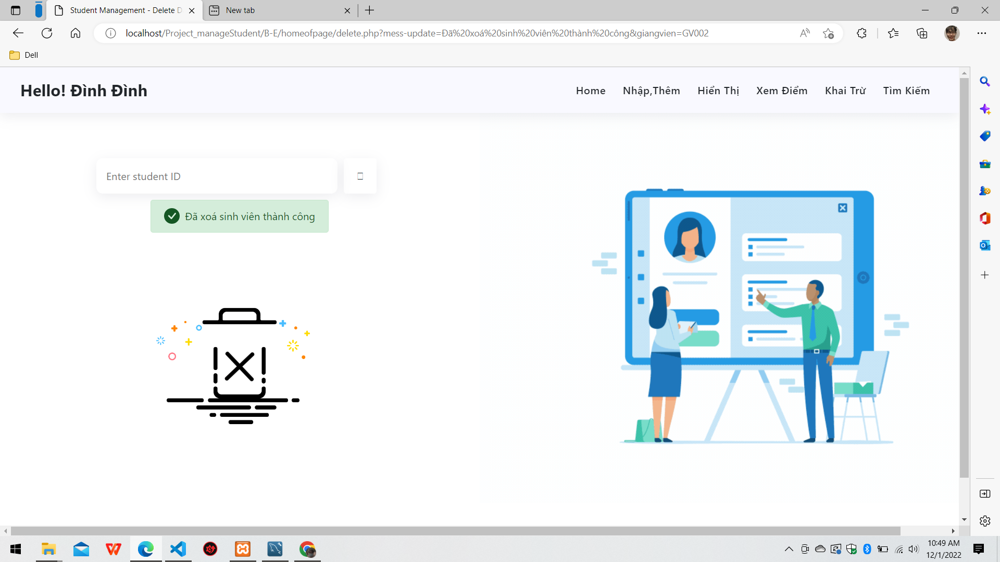 Student Management - Delete D
New tab
localhost/Project_manageStudent/B-E/homeofpage/delete.php?mess-update=Đã%20xoá%20sinh%20viên%20thành%20công&giangvien=GV002
Dell
Hello! Đình Đình
Home
Nhập,Thêm
Hiển Thị
Xem Điểm
Khai Trừ
Tìm Kiếm
Enter student ID
Đã xoá sinh viên thành công
10:49 AM
12/1/2022